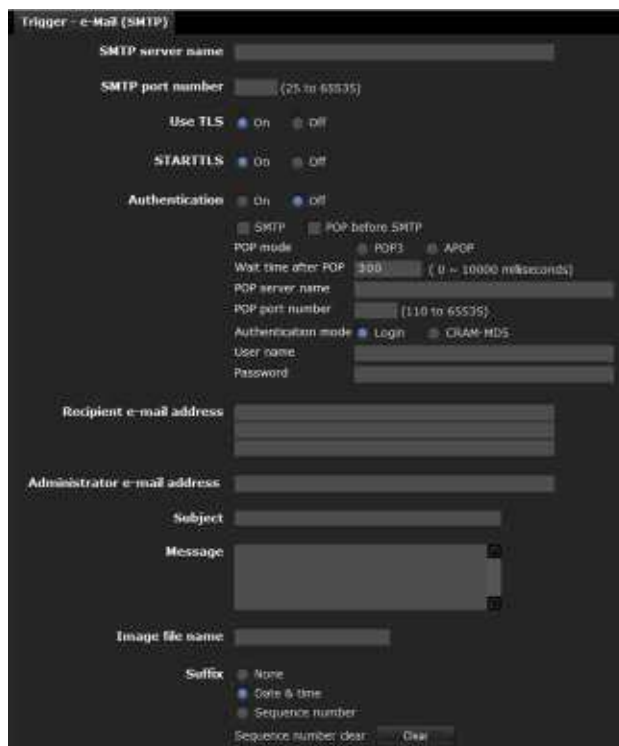 Trigger - e-Mail (SMTP)
SMTP server name
SMTP port number (25 to 65535)
Use TLS On Off
STARTTLS On Off
Authentication On Off
SMTP POP before SMTP
POP mode POP3 APOP
Wait time after POP 300 ( 0 ~ 10000 milliseconds)
POP server name
POP port number (110 to 65535)
Authentication mode Login CRAM-MD5
User name
Password
Recipient e-mail address
Administrator e-mail address
Subject
Message
Image file name
Suffix None
Date & time
Sequence number
Sequence number clear Clear